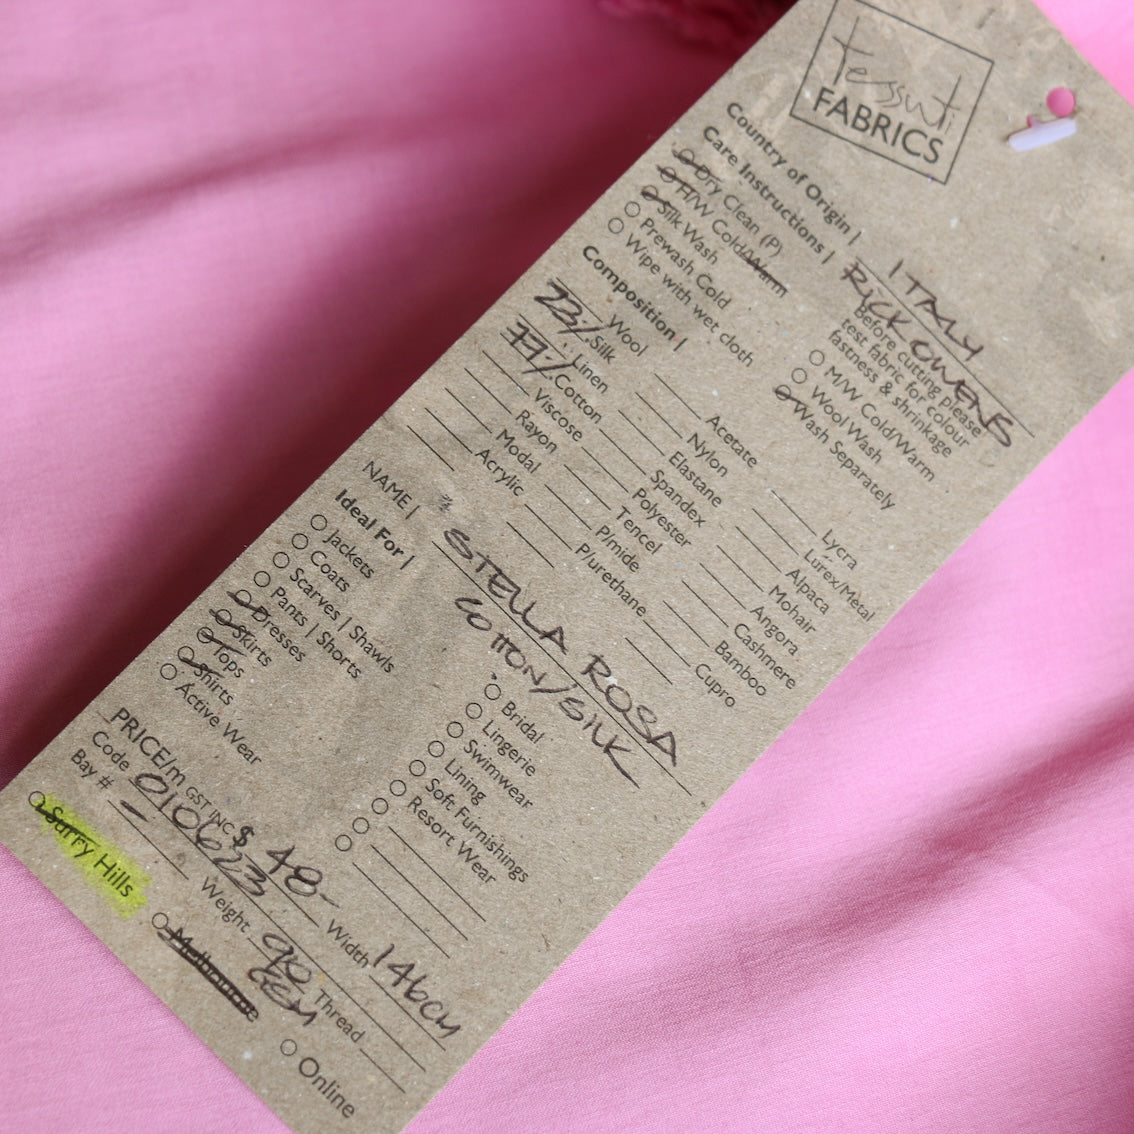 tessuti
FABRICS
Country of Origin | ITALY
RICK OWENS
Care Instructions |
Dry Clean (P)
H/W Cold/Warm
Silk Wash
Prewash Cold
Wipe with wet cloth
Before cutting please
test fabric for colour
fastness & shrinkage
M/W Cold/Warm
Wool Wash
Wash Separately
Composition |
Wool
23% Silk
Linen
77% Cotton
Viscose
Rayon
Modal
Acrylic
Acetate
Nylon
Elastane
Spandex
Polyester
Tencel
P/mide
P/urethane
Lycra
Lurex/Metal
Alpaca
Mohair
Angora
Cashmere
Bamboo
Cupro
NAME | STELLA ROSA
COTTON/SILK
Ideal For |
Jackets
Coats
Scarves | Shawls
Pants | Shorts
Dresses
Skirts
Tops
Shirts
Active Wear
Bridal
Lingerie
Swimwear
Lining
Soft Furnishings
Resort Wear
PRICE/m GST INC $ 48-
Code 010623
Width 146cm
Bay # -
Weight 90
GSM
Thread
Surry Hills
Melbourne
Online